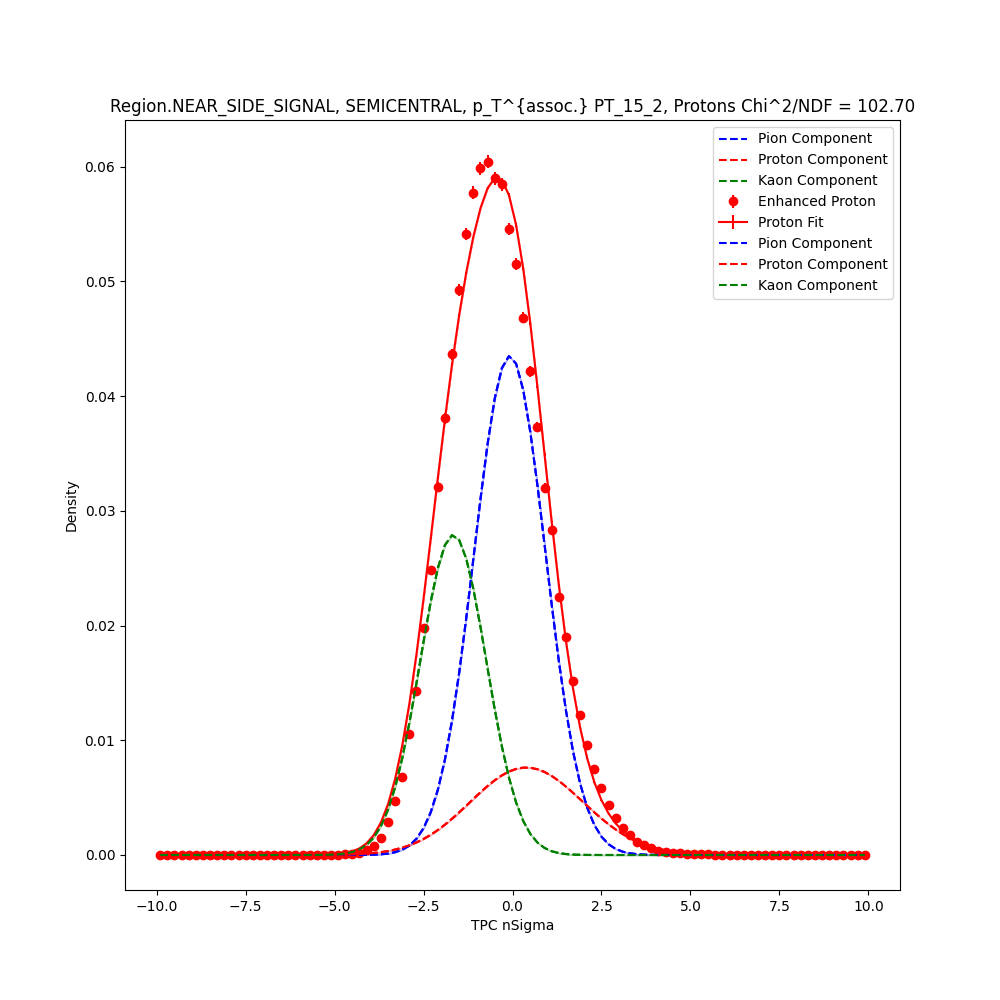 Region.NEAR_SIDE_SIGNAL, SEMICENTRAL, p_T^{assoc.} PT_15_2, Protons Chi^2/NDF = 102.70
Pion Component
Proton Component
Kaon Component
Enhanced Proton
Proton Fit
Pion Component
Proton Component
Kaon Component
0.06
0.05
0.04
0.03
0.02
0.01
0.00
Density
−10.0
−7.5
−5.0
−2.5
0.0
2.5
5.0
7.5
10.0
TPC nSigma